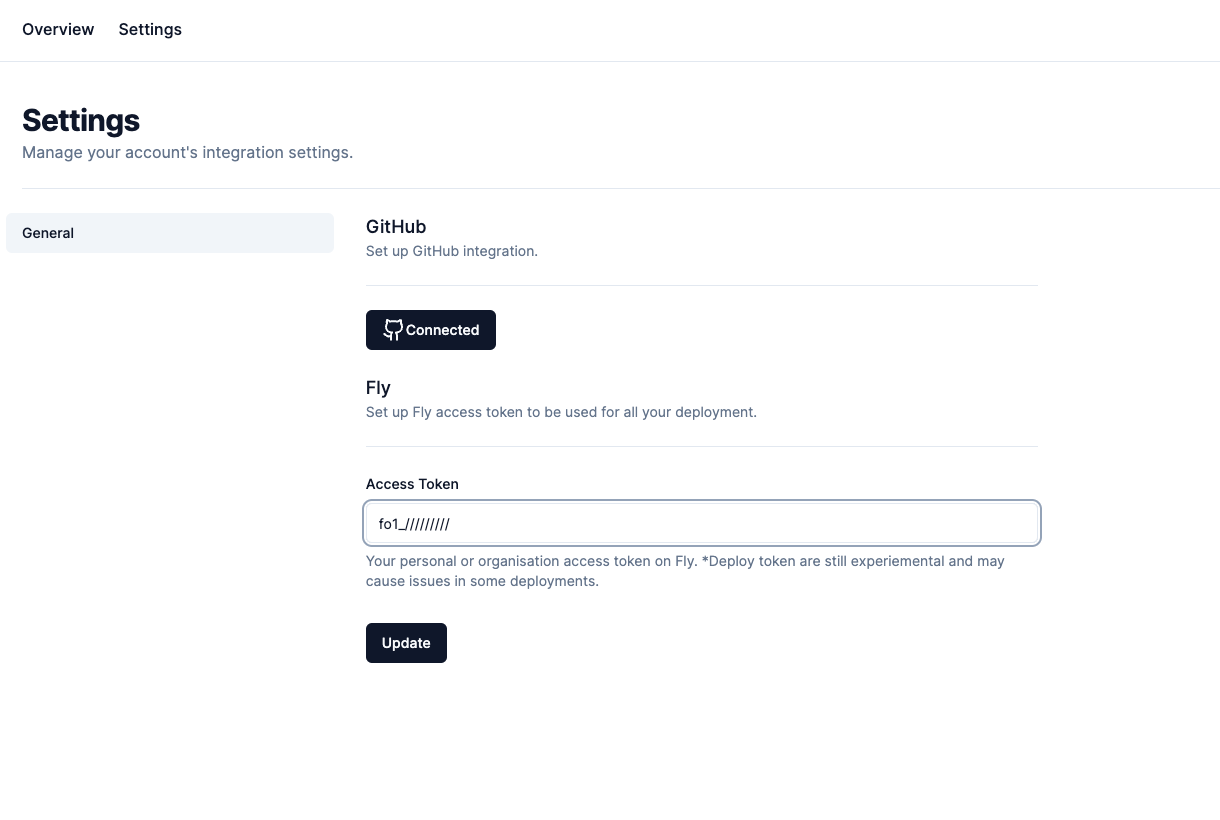 Overview Settings
Settings
Manage your account's integration settings.
General
GitHub
Set up GitHub integration.
Connected
Fly
Set up Fly access token to be used for all your deployment.
Access Token
fo1_/////////
Your personal or organisation access token on Fly. *Deploy token are still experiemental and may
cause issues in some deployments.
Update